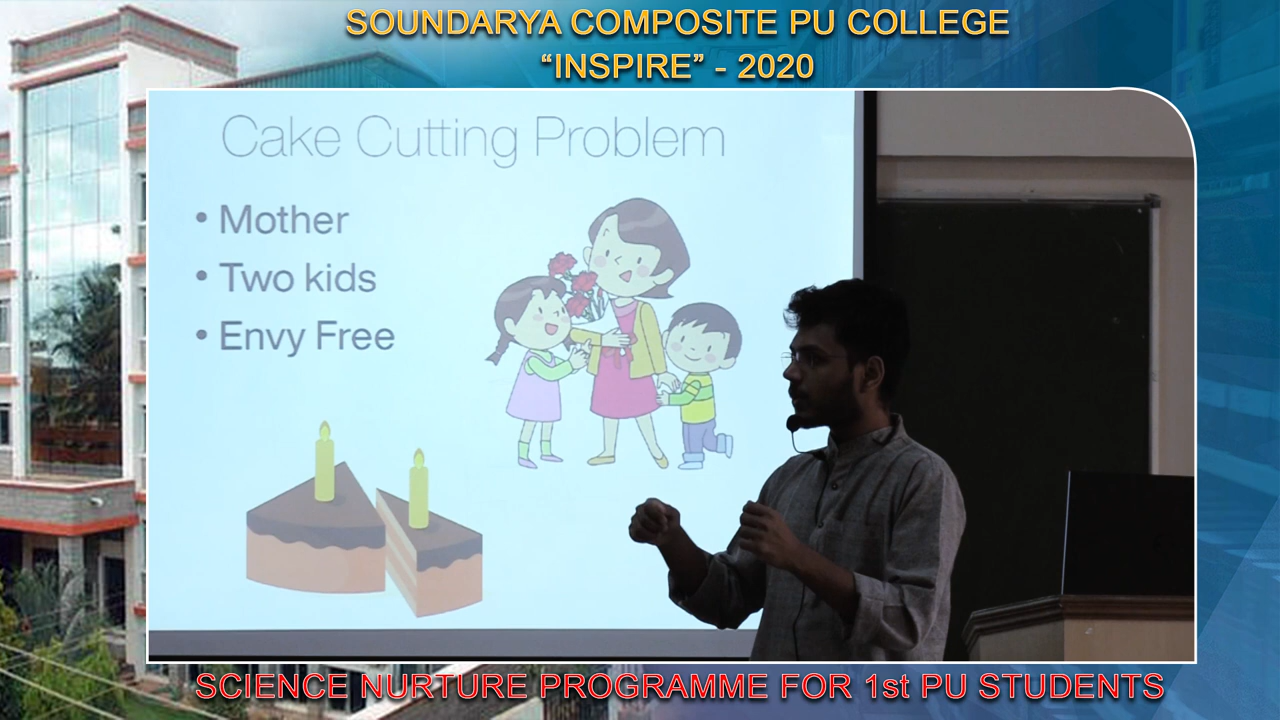 SOUNDARYA COMPOSITE PU COLLEGE
“INSPIRE” - 2020
Cake Cutting Problem
• Mother
• Two kids
• Envy Free
SCIENCE NURTURE PROGRAMME FOR 1st PU STUDENTS